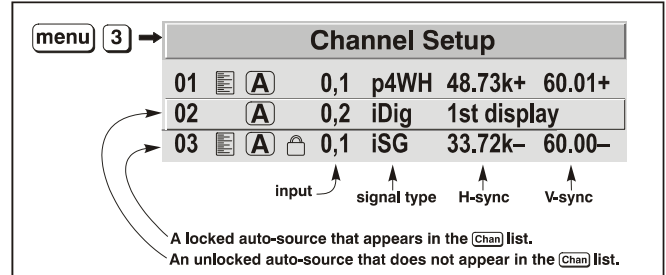 menu 3 Channel Setup
01 A 0,1 p4WH 48.73k+ 60.01+
02 A 0,2 iDig 1st display
03 A 0,1 iSG 33.72k– 60.00–
input signal type H-sync V-sync
A locked auto-source that appears in the Chan list.
An unlocked auto-source that does not appear in the Chan list.